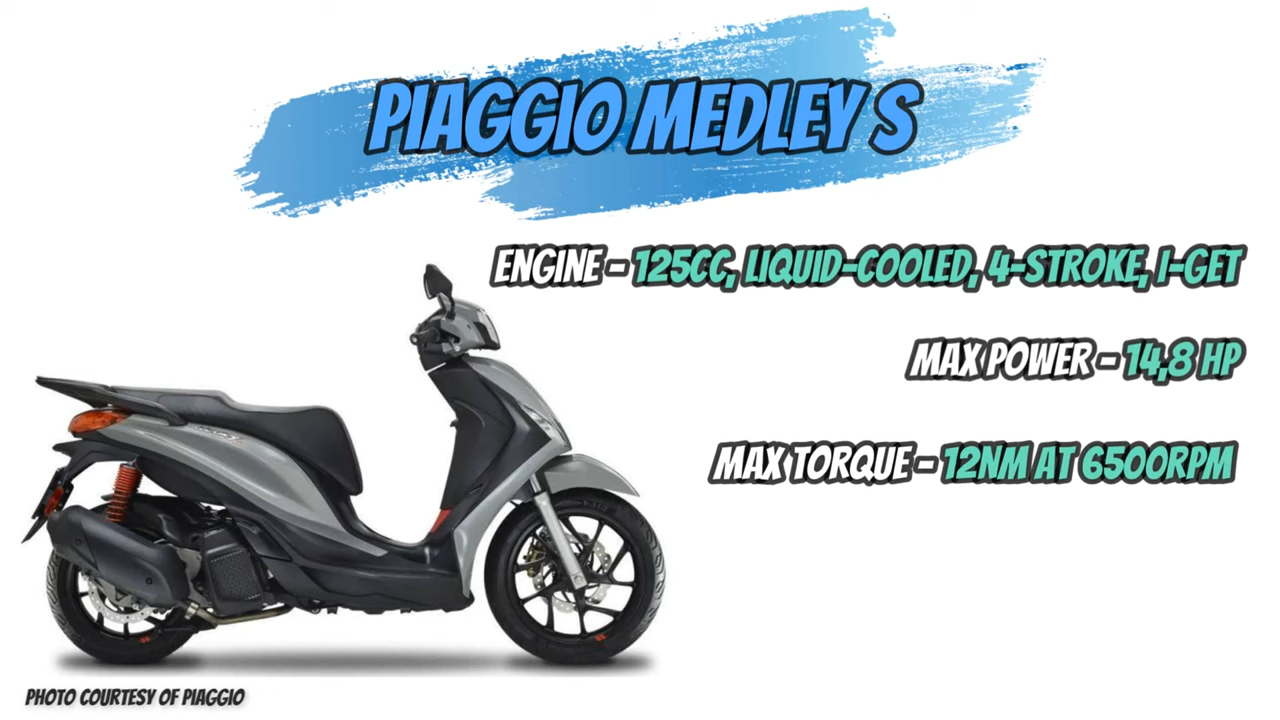 PIAGGIO MEDLEY S
ENGINE - 125CC, LIQUID-COOLED, 4-STROKE, I-GET
MAX POWER - 14,8 HP
MAX TORQUE - 12NM AT 6500RPM
PHOTO COURTESY OF PIAGGIO